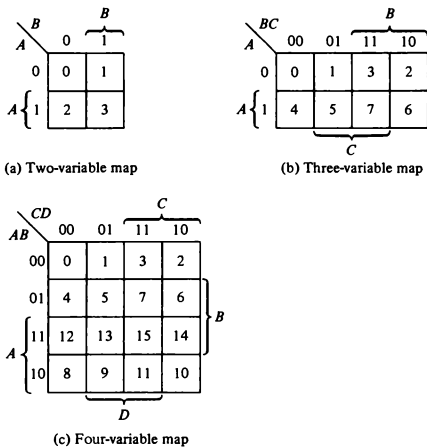 B
B 0 1
A
0 0 1
A 1 2 3
(a) Two-variable map
B
BC 00 01 11 10
A
0 0 1 3 2
A 1 4 5 7 6
C
(b) Three-variable map
C
CD 00 01 11 10
AB
00 0 1 3 2
01 4 5 7 6
B
A 11 12 13 15 14
10 8 9 11 10
D
(c) Four-variable map